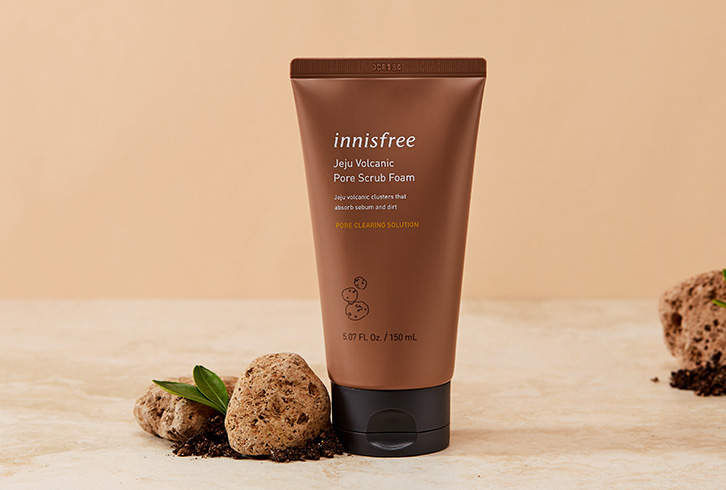 innisfree
Jeju Volcanic
Pore Scrub Foam
Jeju volcanic clusters that
absorb sebum and dirt
PORE CLEARING SOLUTION
5.07 FL. Oz. / 150 mL